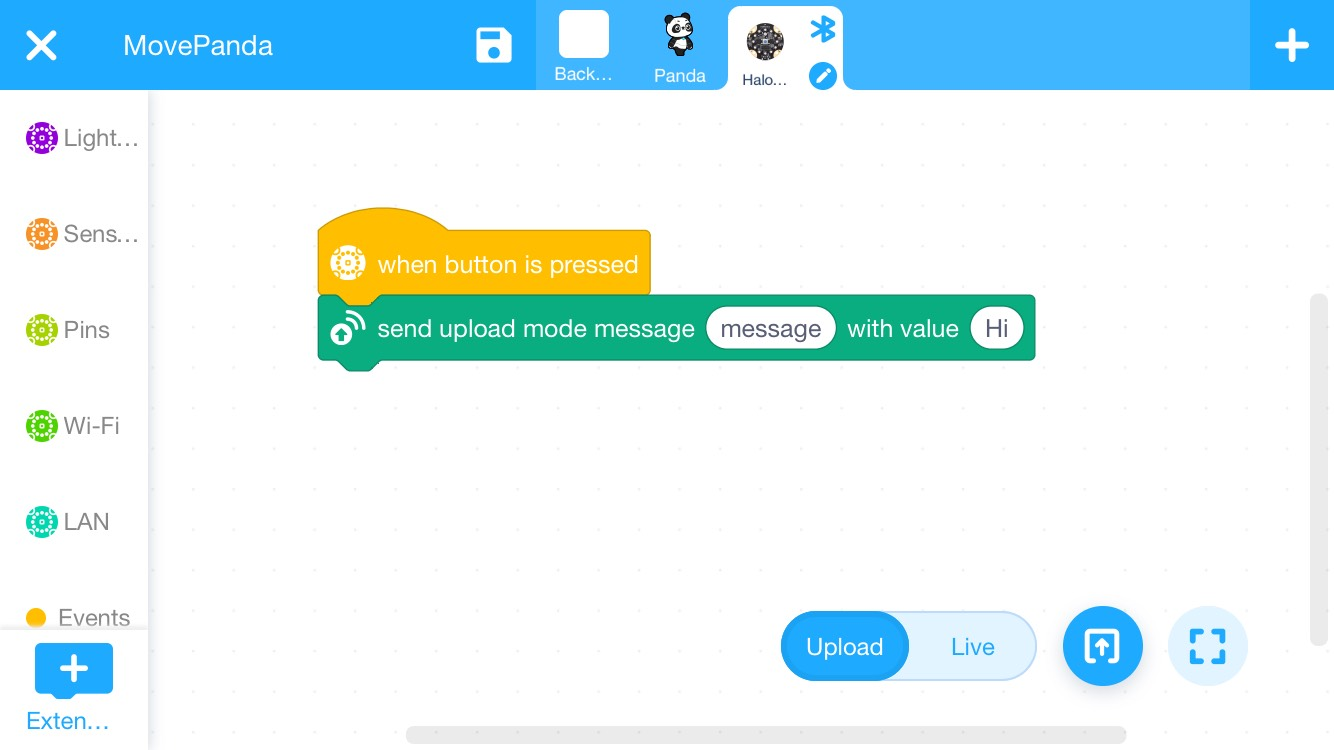 MovePanda
Back...
Panda
Halo...
Light...
Sens...
Pins
Wi-Fi
LAN
Events
Exten...
when button is pressed
send upload mode message message with value Hi
Upload
Live